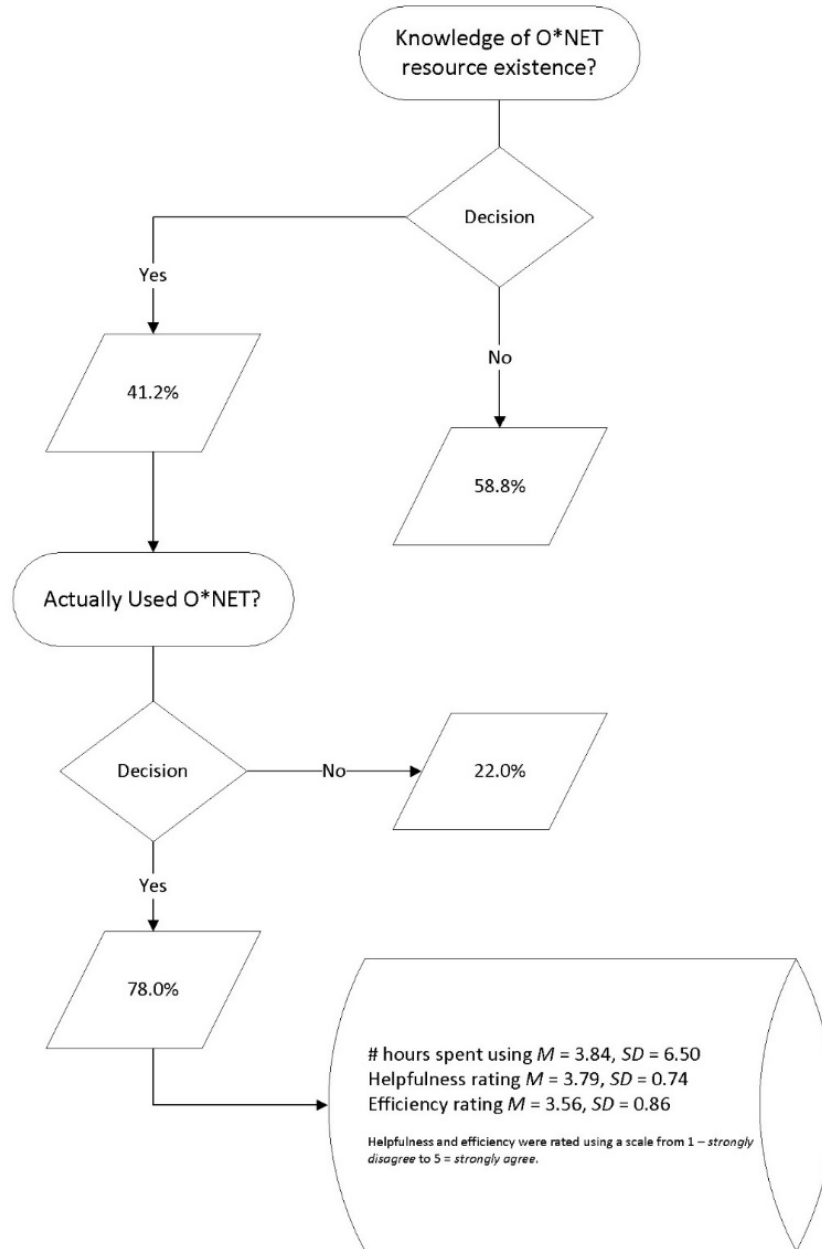 Knowledge of O*NET
resource existence?
Decision
Yes
No
41.2%
58.8%
Actually Used O*NET?
Decision
No
22.0%
Yes
78.0%
# hours spent using M = 3.84, SD = 6.50
Helpfulness rating M = 3.79, SD = 0.74
Efficiency rating M = 3.56, SD = 0.86
Helpfulness and efficiency were rated using a scale from 1 – strongly
disagree to 5 = strongly agree.